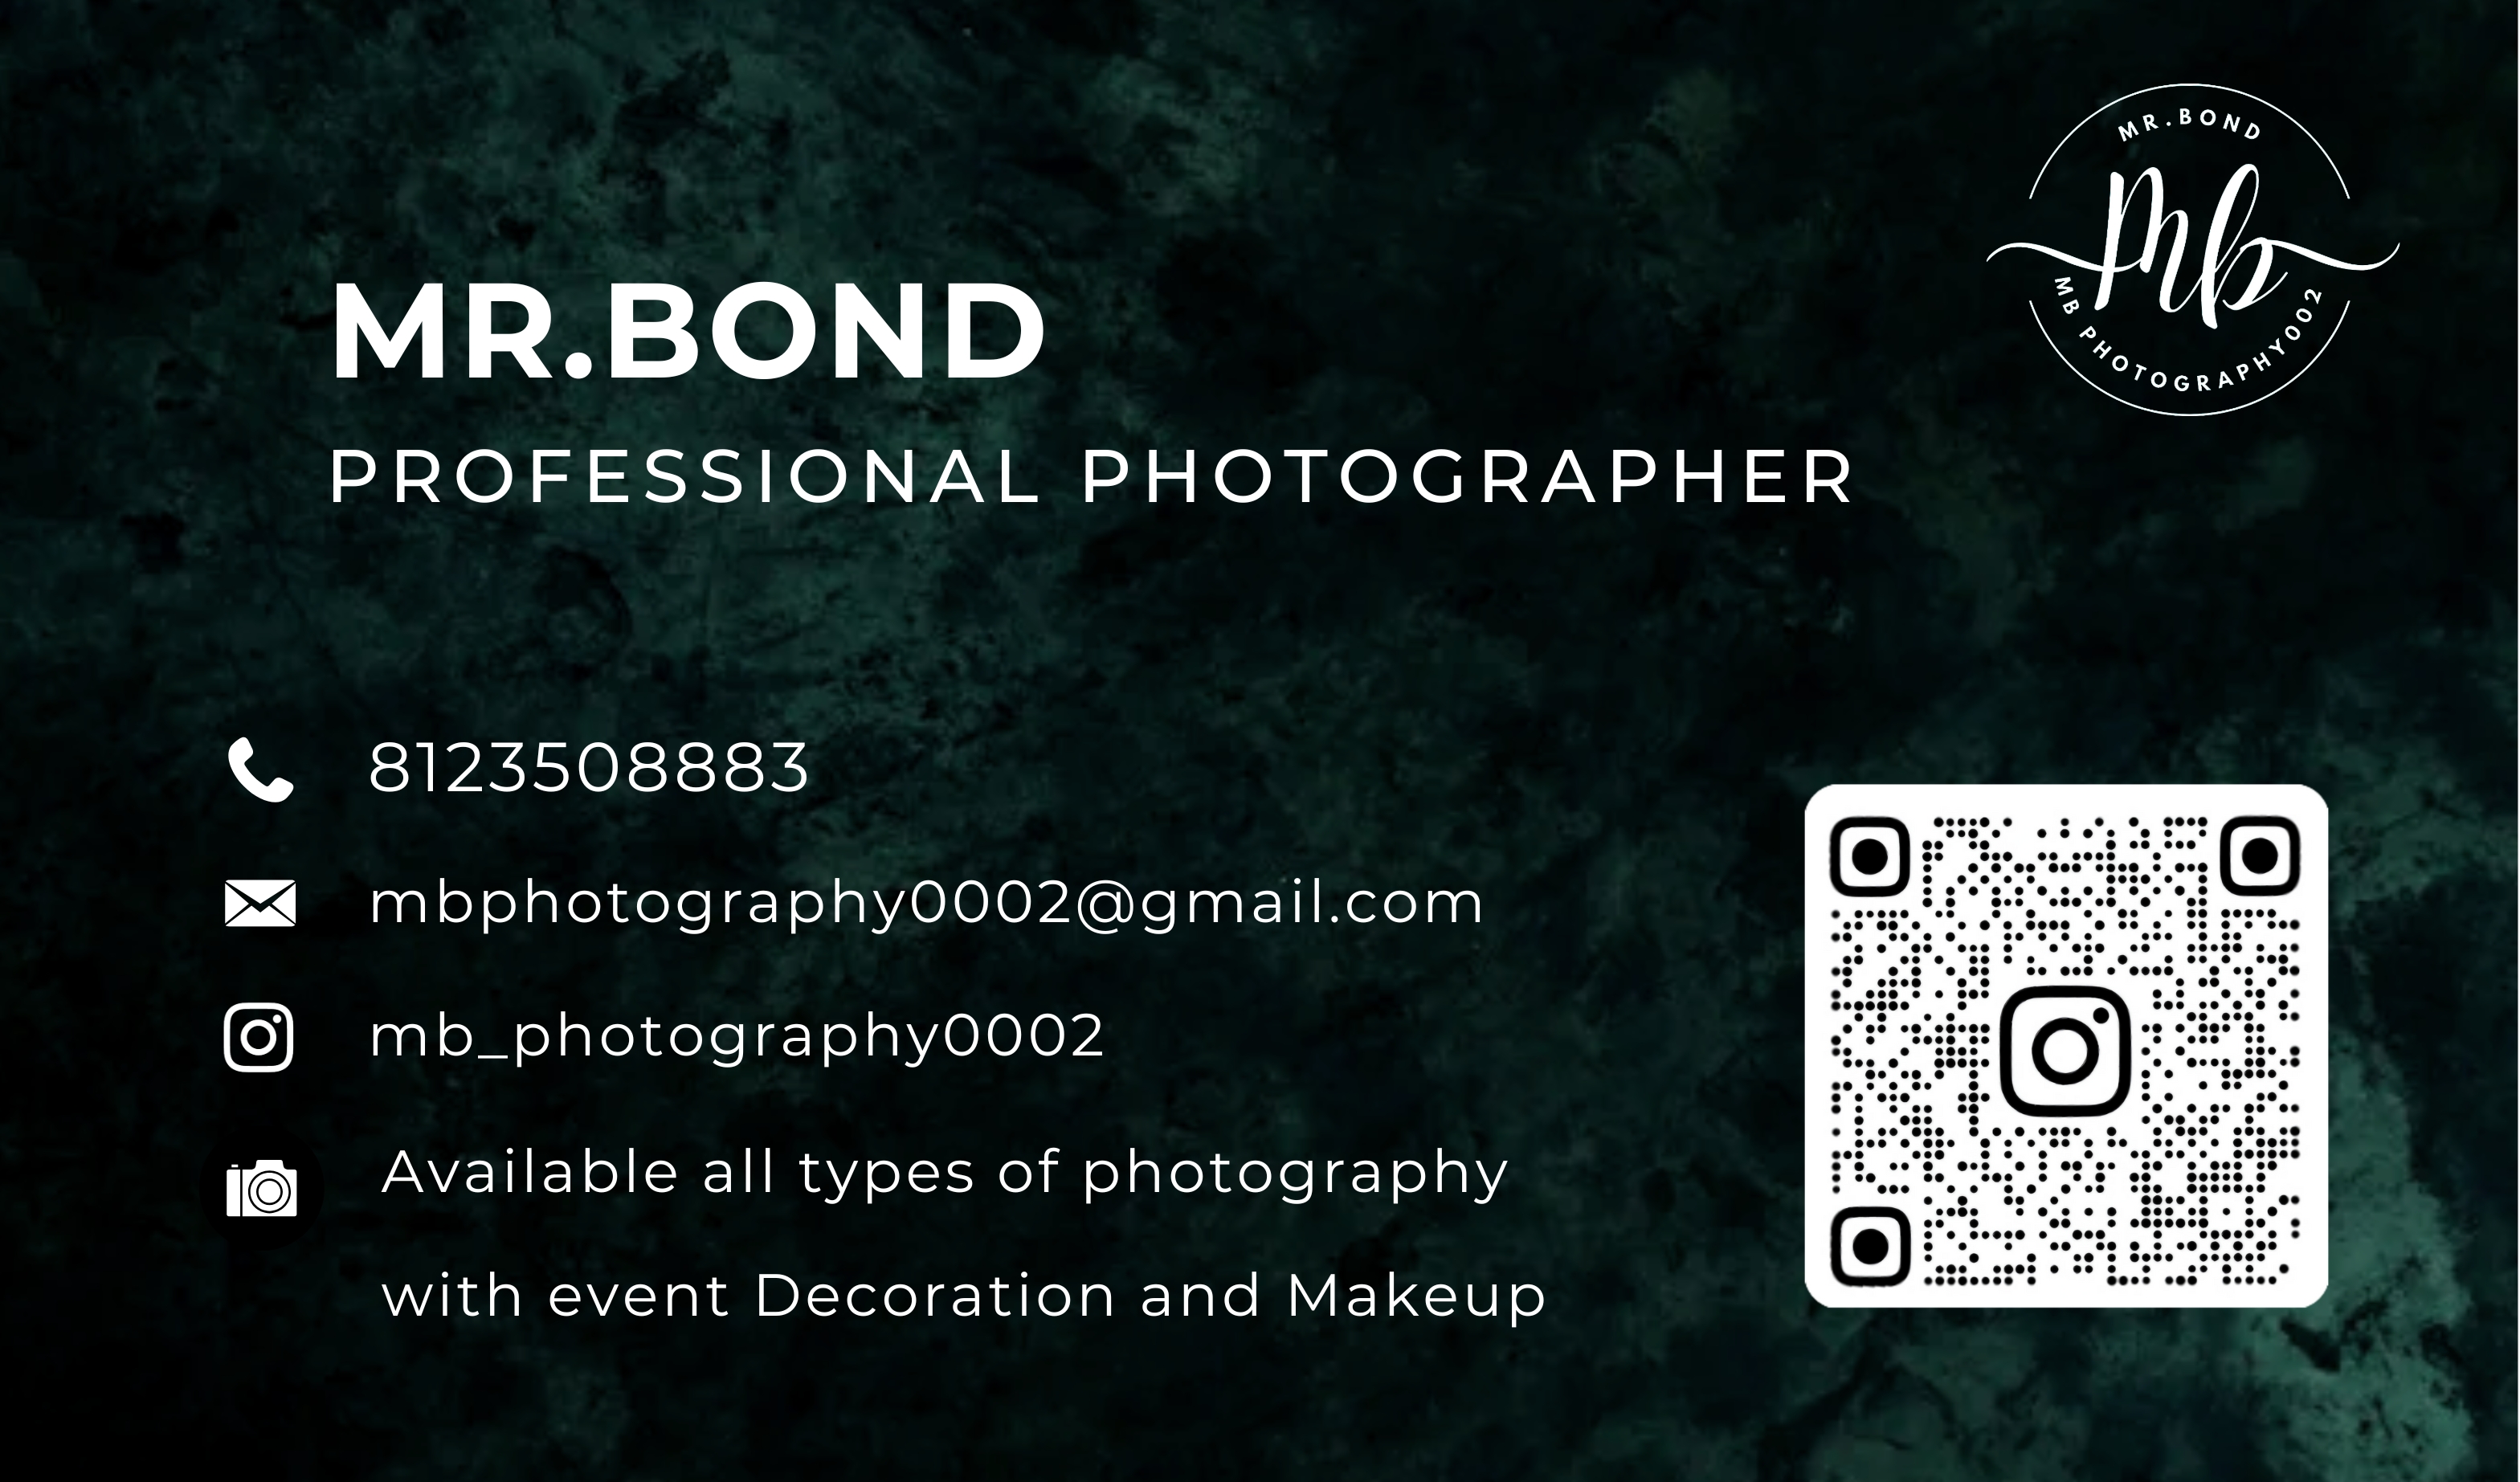 MR.BOND
mb
MB PHOTOGRAPHY002
MR.BOND
PROFESSIONAL PHOTOGRAPHER
8123508883
mbphotography0002@gmail.com
mb_photography0002
Available all types of photography
with event Decoration and Makeup